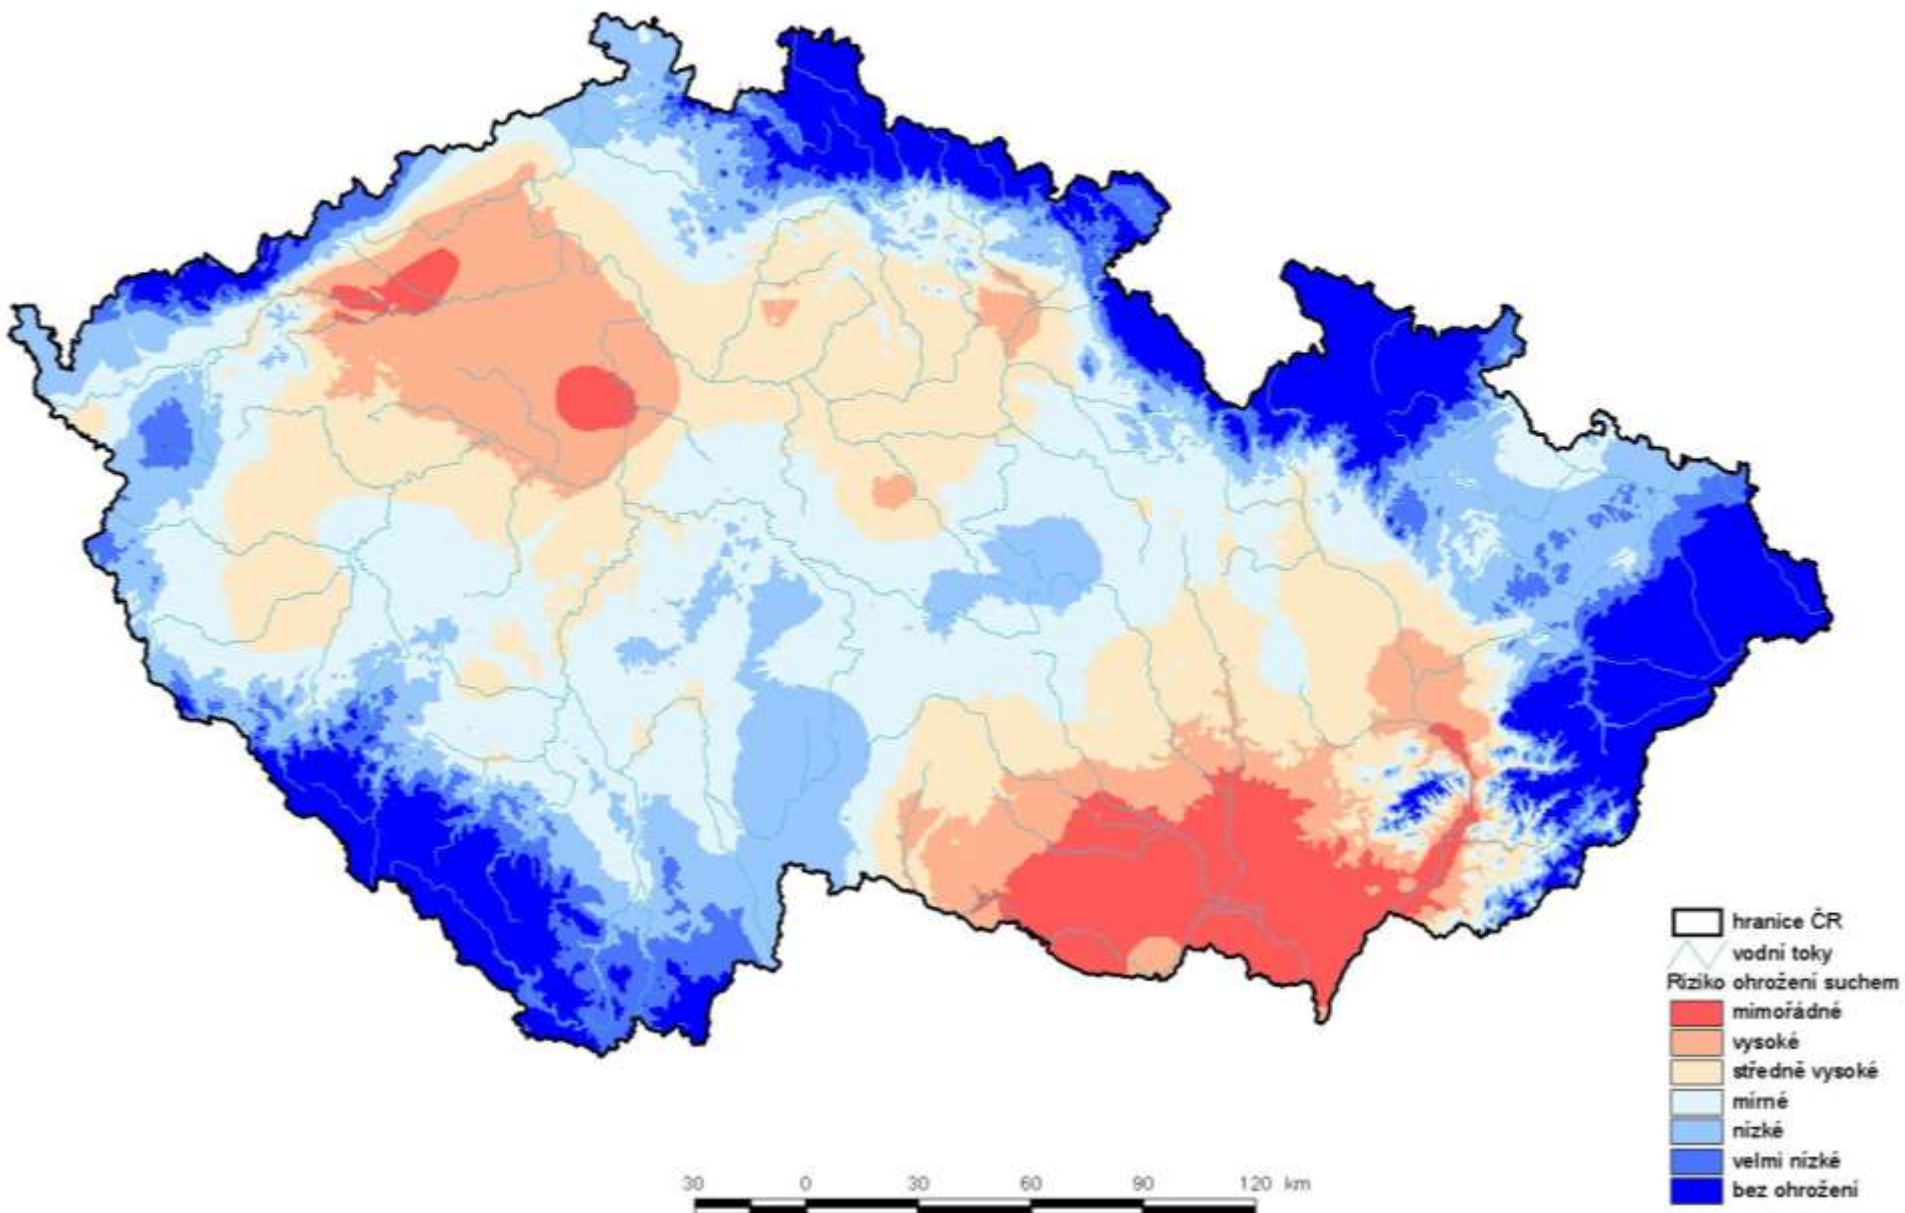 hranice ČR
vodní toky
Riziko ohrožení suchem
mimořádné
vysoké
středně vysoké
mírné
nízké
velmi nízké
bez ohrožení
30 0 30 60 90 120 km